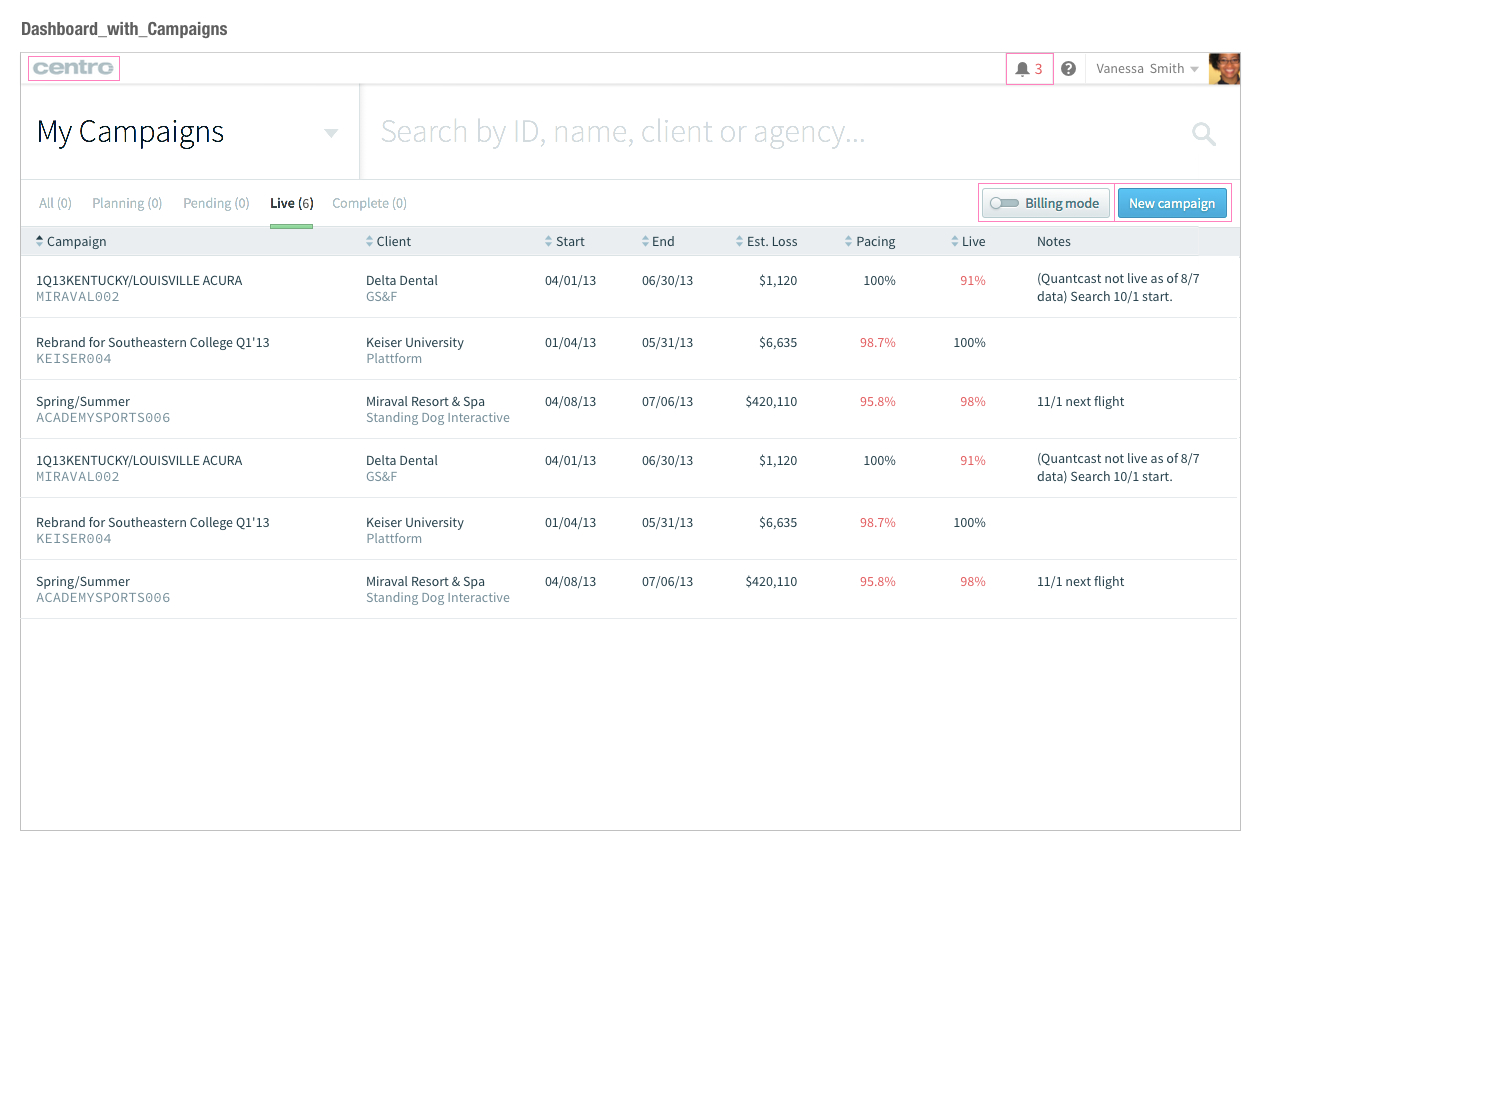 Dashboard_with_Campaigns
centro
3
Vanessa Smith
My Campaigns
Search by ID, name, client or agency...
All (0) Planning (0) Pending (0) Live (6) Complete (0)
Billing mode
New campaign
Campaign Client Start End Est. Loss Pacing Live Notes
1Q13KENTUCKY/LOUISVILLE ACURA Delta Dental 04/01/13 06/30/13 $1,120 100% 91% (Quantcast not live as of 8/7
MIRAVAL002 GS&F data) Search 10/1 start.
Rebrand for Southeastern College Q1'13 Keiser University 01/04/13 05/31/13 $6,635 98.7% 100%
KEISER004 Plattform
Spring/Summer Miraval Resort & Spa 04/08/13 07/06/13 $420,110 95.8% 98% 11/1 next flight
ACADEMYSPORTS006 Standing Dog Interactive
1Q13KENTUCKY/LOUISVILLE ACURA Delta Dental 04/01/13 06/30/13 $1,120 100% 91% (Quantcast not live as of 8/7
MIRAVAL002 GS&F data) Search 10/1 start.
Rebrand for Southeastern College Q1'13 Keiser University 01/04/13 05/31/13 $6,635 98.7% 100%
KEISER004 Plattform
Spring/Summer Miraval Resort & Spa 04/08/13 07/06/13 $420,110 95.8% 98% 11/1 next flight
ACADEMYSPORTS006 Standing Dog Interactive